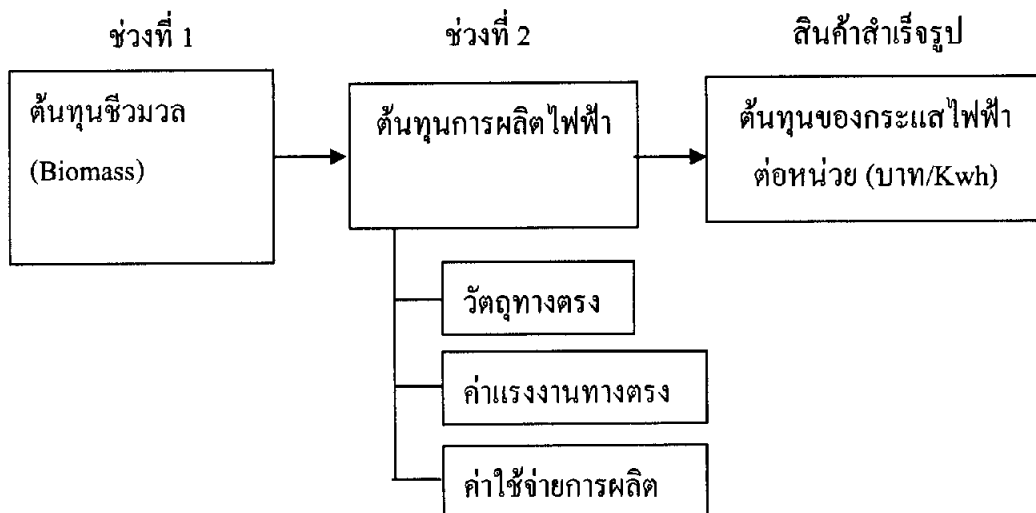 ช่วงที่ 1
ช่วงที่ 2
สินค้าสำเร็จรูป
ต้นทุนชีวมวล
(Biomass)
ต้นทุนการผลิตไฟฟ้า
ต้นทุนของกระแสไฟฟ้า
ต่อหน่วย (บาท/Kwh)
วัตถุทางตรง
ค่าแรงงานทางตรง
ค่าใช้จ่ายการผลิต